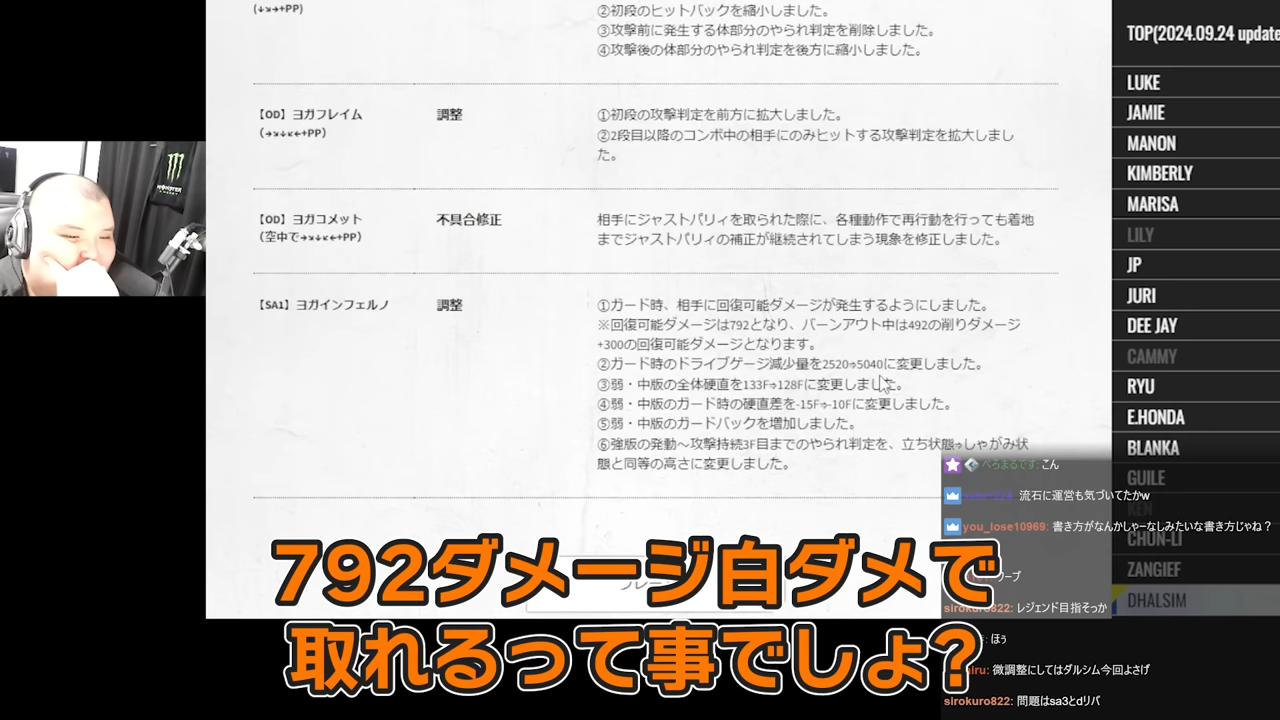 (↓↘→+PP)
②初段のヒットバックを縮小しました。
③攻撃前に発生する体部分のやられ判定を削除しました。
④攻撃後の体部分のやられ判定を後方に縮小しました。
【OD】ヨガフレイム
(→↘↓↙←+PP)
調整
①初段の攻撃判定を前方に拡大しました。
②2段目以降のコンボ中の相手にのみヒットする攻撃判定を拡大しまし
た。
【OD】ヨガコメット
(空中で→↘↓↙←+PP)
不具合修正
相手にジャストパリィを取られた際に、各種動作で再行動を行っても着地
までジャストパリィの補正が継続されてしまう現象を修正しました。
【SA1】ヨガインフェルノ
調整
①ガード時、相手に回復可能ダメージが発生するようにしました。
※回復可能ダメージは792となり、バーンアウト中は492の削りダメージ
+300の回復可能ダメージとなります。
②ガード時のドライブゲージ減少量を2520⇒5040に変更しました。
③弱・中版の全体硬直を133F⇒128Fに変更しました。
④弱・中版のガード時の硬直差を-15F⇒-10Fに変更しました。
⑤弱・中版のガードバックを増加しました。
⑥強版の発動～攻撃持続3F目までのやられ判定を、立ち状態⇒しゃがみ状
態と同等の高さに変更しました。
TOP(2024.09.24 update
LUKE
JAMIE
MANON
KIMBERLY
MARISA
LILY
JP
JURI
DEE JAY
CAMMY
RYU
E.HONDA
BLANKA
GUILE
KEN
CHUN-LI
ZANGIEF
DHALSIM
ぺろまるです: こん
流石に運営も気づいてたかw
you_lose10969: 書き方がなんかしゃーなしみたいな書き方じゃね？
ワープ
sirokuro822: レジェンド目指そっか
: ほぅ
iru: 微調整にしてはダルシム今回よさげ
sirokuro822: 問題はsa3とdリバ
792ダメージ白ダメで
取れるって事でしょ?